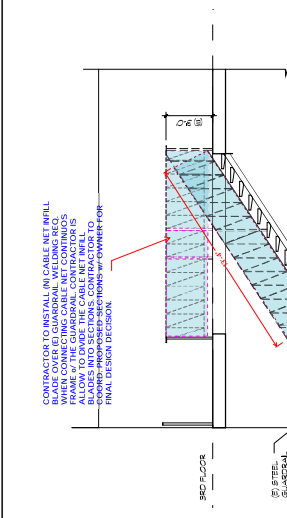 CONTRACTOR TO INSTALL (N) CABLE NET INFILL
BLADE OVER (E) GUARDRAIL. WELDING REQ.
WHEN CONNECTING CABLE NET CONTINUOS
FRAME o/ THE GUARDRAIL. CONTRACTOR IS
ALLOW TO DIVIDE THE CABLE NET INFILL
BLADES INTO SECTIONS. CONTRACTOR TO
COORD. PROPOSED SECTIONS w/ OWNER FOR
FINAL DESIGN DECISION.
3RD FLOOR
(E) STEEL
GUARDRAIL